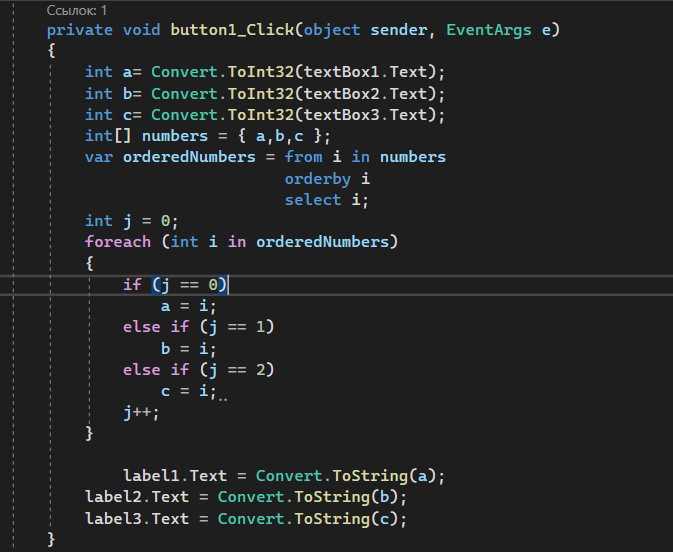 Ссылок: 1
private void button1_Click(object sender, EventArgs e)
{
int a= Convert.ToInt32(textBox1.Text);
int b= Convert.ToInt32(textBox2.Text);
int c= Convert.ToInt32(textBox3.Text);
int[] numbers = { a,b,c };
var orderedNumbers = from i in numbers
orderby i
select i;
int j = 0;
foreach (int i in orderedNumbers)
{
if (j == 0)
a = i;
else if (j == 1)
b = i;
else if (j == 2)
c = i;
j++;
}
label1.Text = Convert.ToString(a);
label2.Text = Convert.ToString(b);
label3.Text = Convert.ToString(c);
}